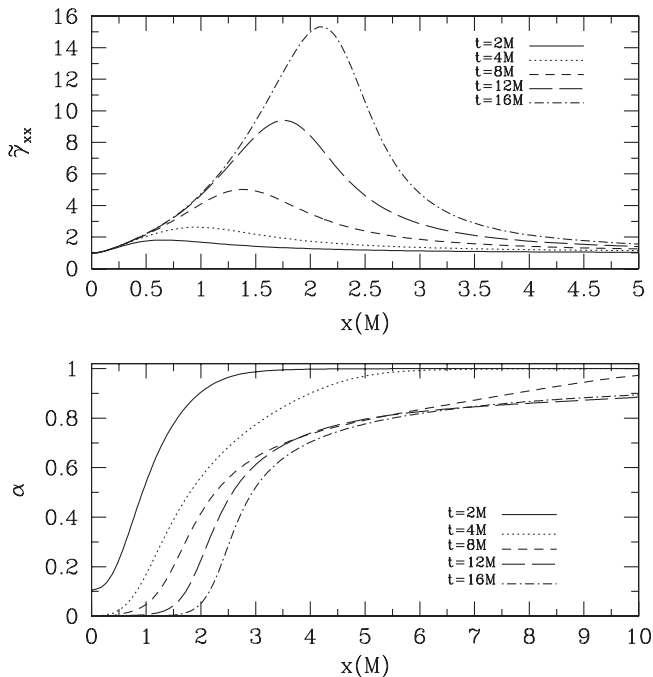 16
14
12
10
8
6
4
2
0
γ̃xx
t=2M
t=4M
t=8M
t=12M
t=16M
0 0.5 1 1.5 2 2.5 3 3.5 4 4.5 5
x(M)
1
0.8
0.6
0.4
0.2
0
α
t=2M
t=4M
t=8M
t=12M
t=16M
0 1 2 3 4 5 6 7 8 9 10
x(M)